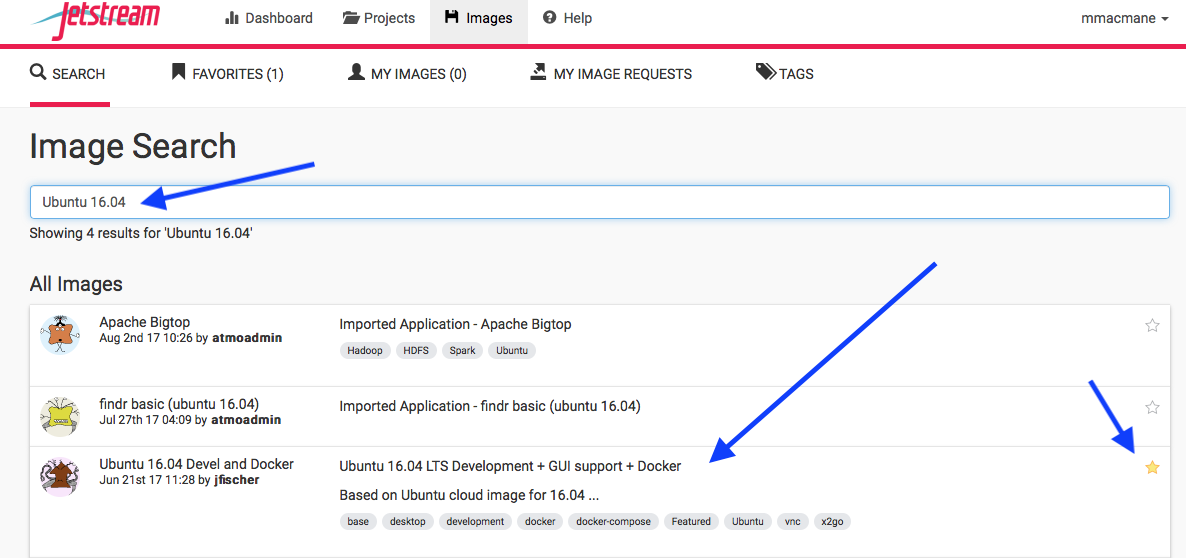 Jetstream
Dashboard Projects Images Help mmacmane
SEARCH FAVORITES (1) MY IMAGES (0) MY IMAGE REQUESTS TAGS
Image Search
Ubuntu 16.04
Showing 4 results for 'Ubuntu 16.04'
All Images
Apache Bigtop
Aug 2nd 17 10:26 by atmoadmin
Imported Application - Apache Bigtop
Hadoop HDFS Spark Ubuntu
findr basic (ubuntu 16.04)
Jul 27th 17 04:09 by atmoadmin
Imported Application - findr basic (ubuntu 16.04)
Ubuntu 16.04 Devel and Docker
Jun 21st 17 11:28 by jfischer
Ubuntu 16.04 LTS Development + GUI support + Docker
Based on Ubuntu cloud image for 16.04 ...
base desktop development docker docker-compose Featured Ubuntu vnc x2go